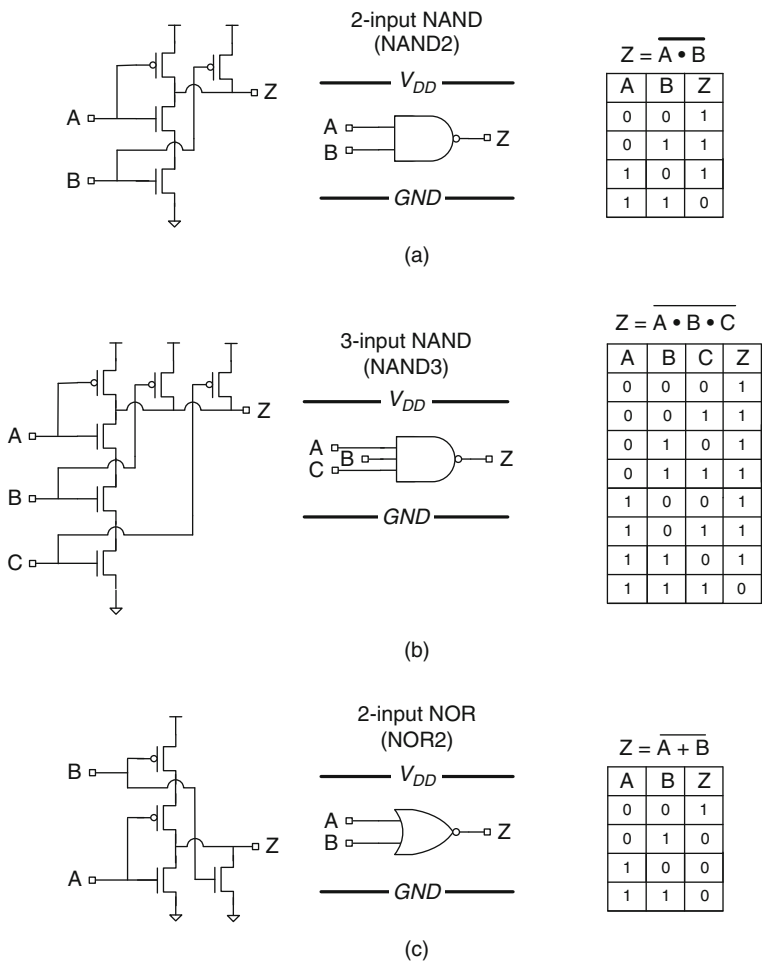 2-input NAND
(NAND2)
A
B
Z
V_DD
A
B
Z
GND
Z = A • B
A B Z
0 0 1
0 1 1
1 0 1
1 1 0
(a)
3-input NAND
(NAND3)
A
B
C
Z
V_DD
A
B
C
Z
GND
Z = A • B • C
A B C Z
0 0 0 1
0 0 1 1
0 1 0 1
0 1 1 1
1 0 0 1
1 0 1 1
1 1 0 1
1 1 1 0
(b)
2-input NOR
(NOR2)
B
A
Z
V_DD
A
B
Z
GND
Z = A + B
A B Z
0 0 1
0 1 0
1 0 0
1 1 0
(c)